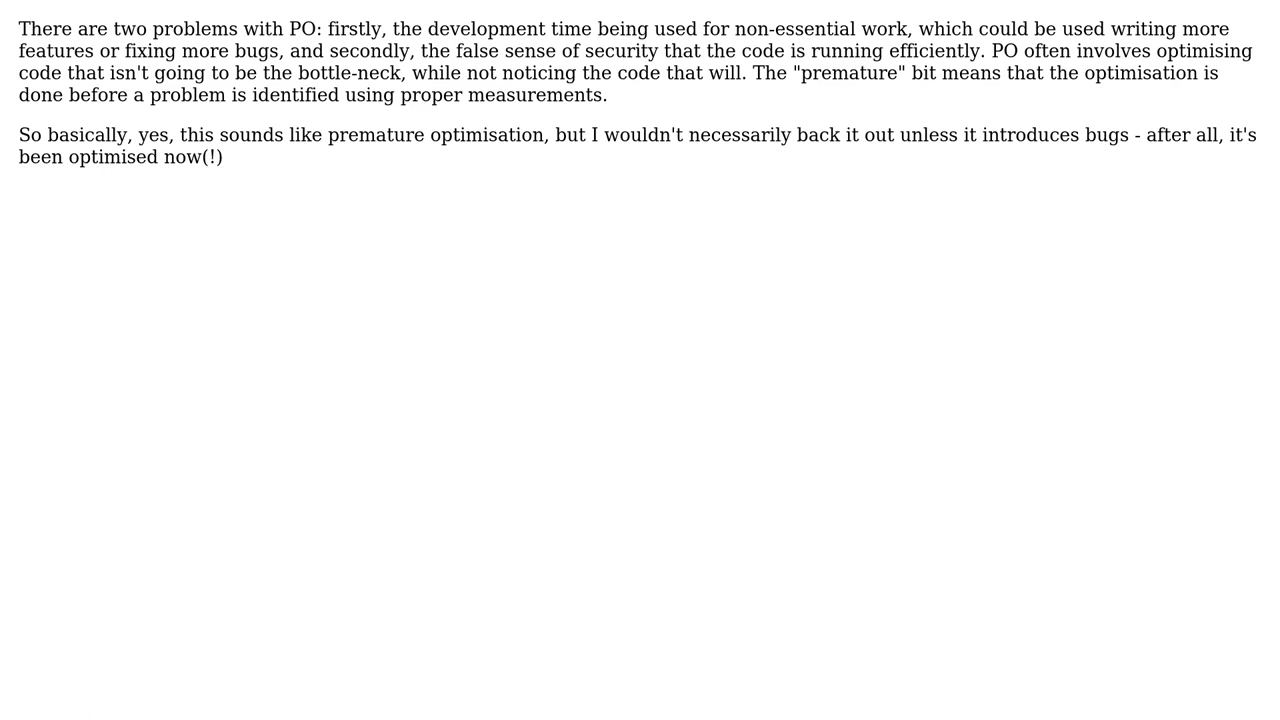 There are two problems with PO: firstly, the development time being used for non-essential work, which could be used writing more
features or fixing more bugs, and secondly, the false sense of security that the code is running efficiently. PO often involves optimising
code that isn't going to be the bottle-neck, while not noticing the code that will. The "premature" bit means that the optimisation is
done before a problem is identified using proper measurements.
So basically, yes, this sounds like premature optimisation, but I wouldn't necessarily back it out unless it introduces bugs - after all, it's
been optimised now(!)